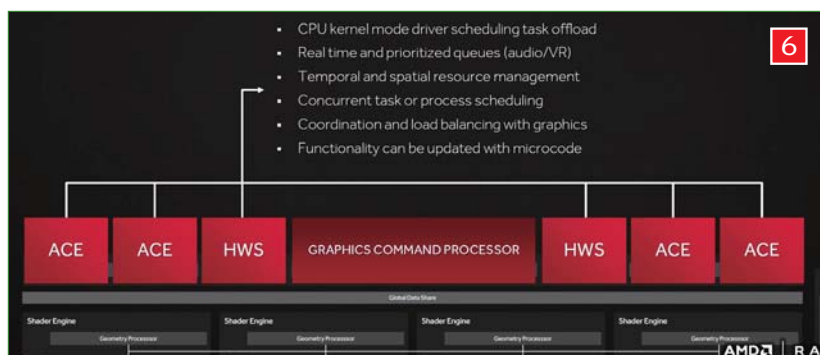 CPU kernel mode driver scheduling task offload
Real time and prioritized queues (audio/VR)
Temporal and spatial resource management
Concurrent task or process scheduling
Coordination and load balancing with graphics
Functionality can be updated with microcode
6
ACE ACE HWS GRAPHICS COMMAND PROCESSOR HWS ACE ACE
Global Data Share
Shader Engine Shader Engine Shader Engine Shader Engine
Geometry Processor Geometry Processor Geometry Processor Geometry Processor
AMD RA